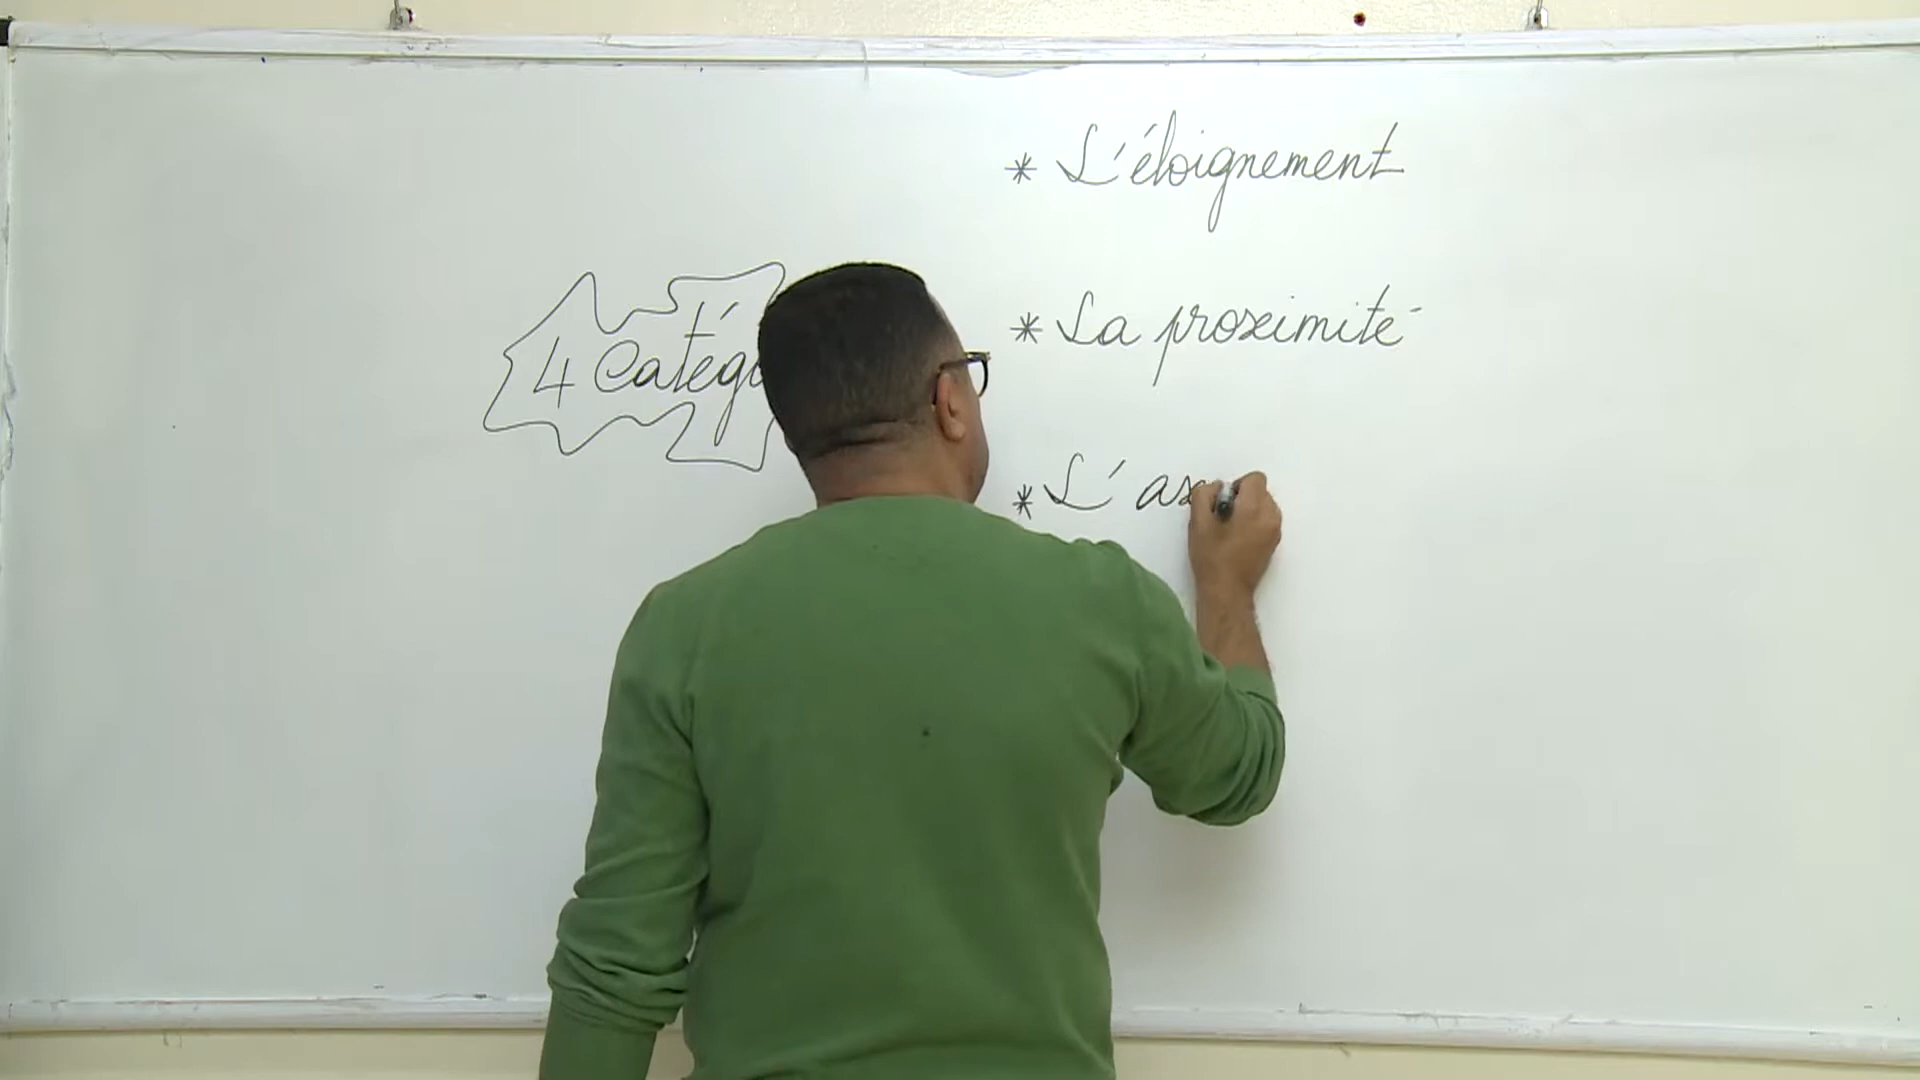 * L'éloignement
4 Catég
* La proximité
* L'